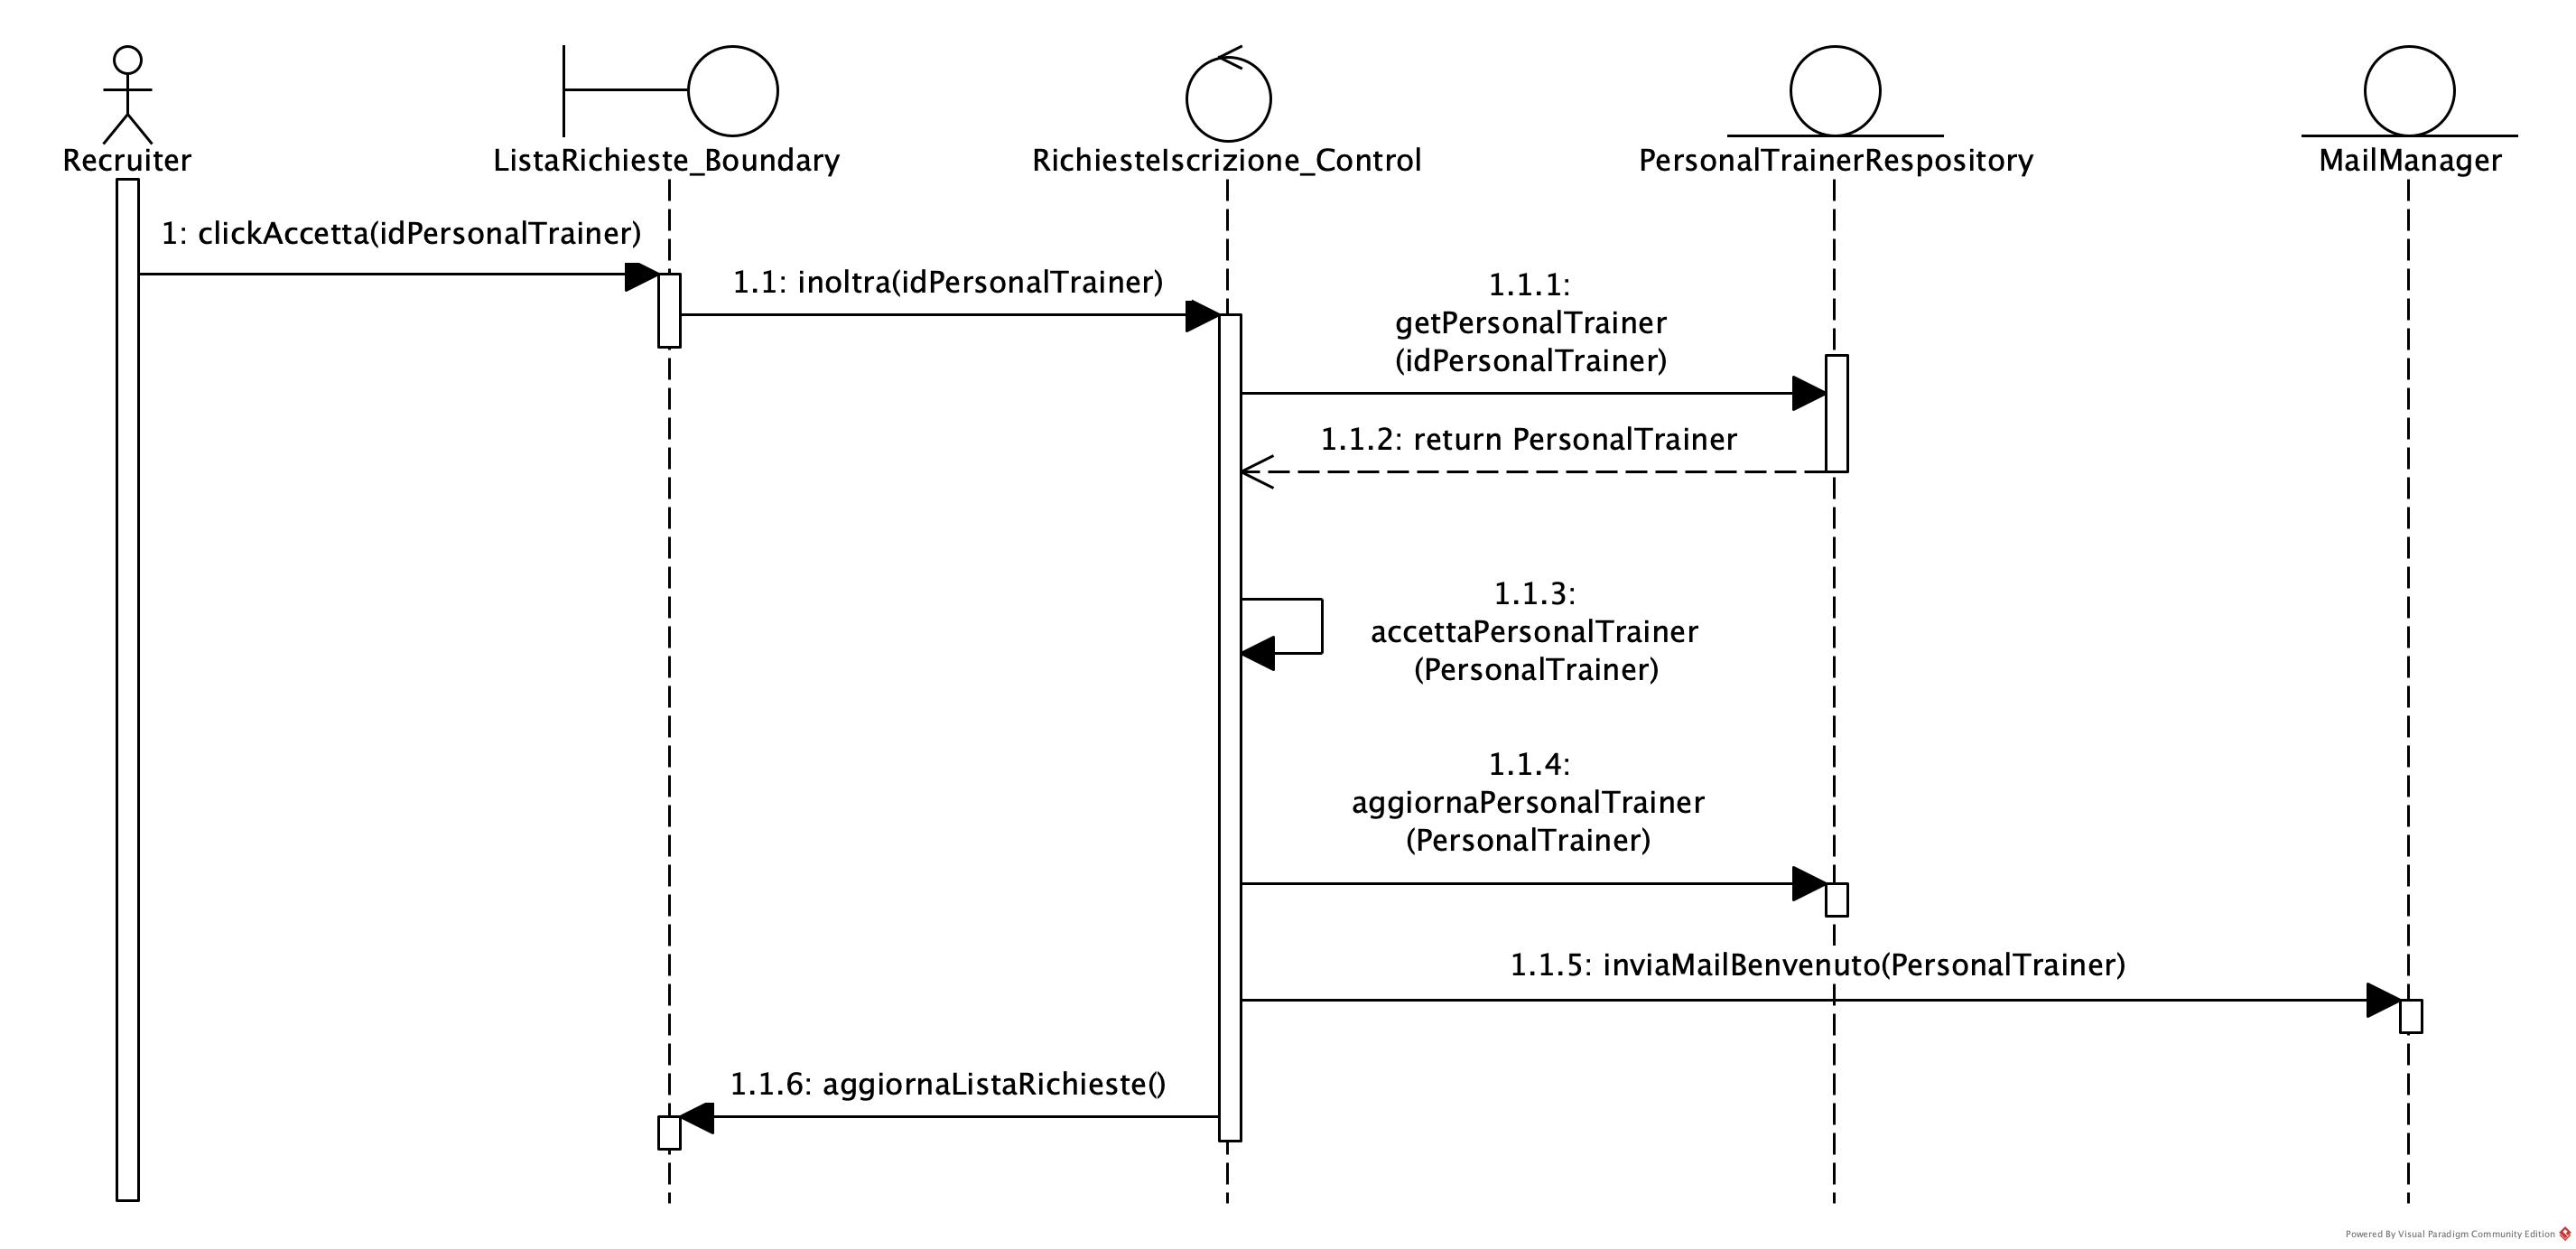 Recruiter
ListaRichieste_Boundary
RichiesteIscrizione_Control
PersonalTrainerRespository
MailManager
1: clickAccetta(idPersonalTrainer)
1.1: inoltra(idPersonalTrainer)
1.1.1:
getPersonalTrainer
(idPersonalTrainer)
1.1.2: return PersonalTrainer
1.1.3:
accettaPersonalTrainer
(PersonalTrainer)
1.1.4:
aggiornaPersonalTrainer
(PersonalTrainer)
1.1.5: inviaMailBenvenuto(PersonalTrainer)
1.1.6: aggiornaListaRichieste()
Powered By Visual Paradigm Community Edition